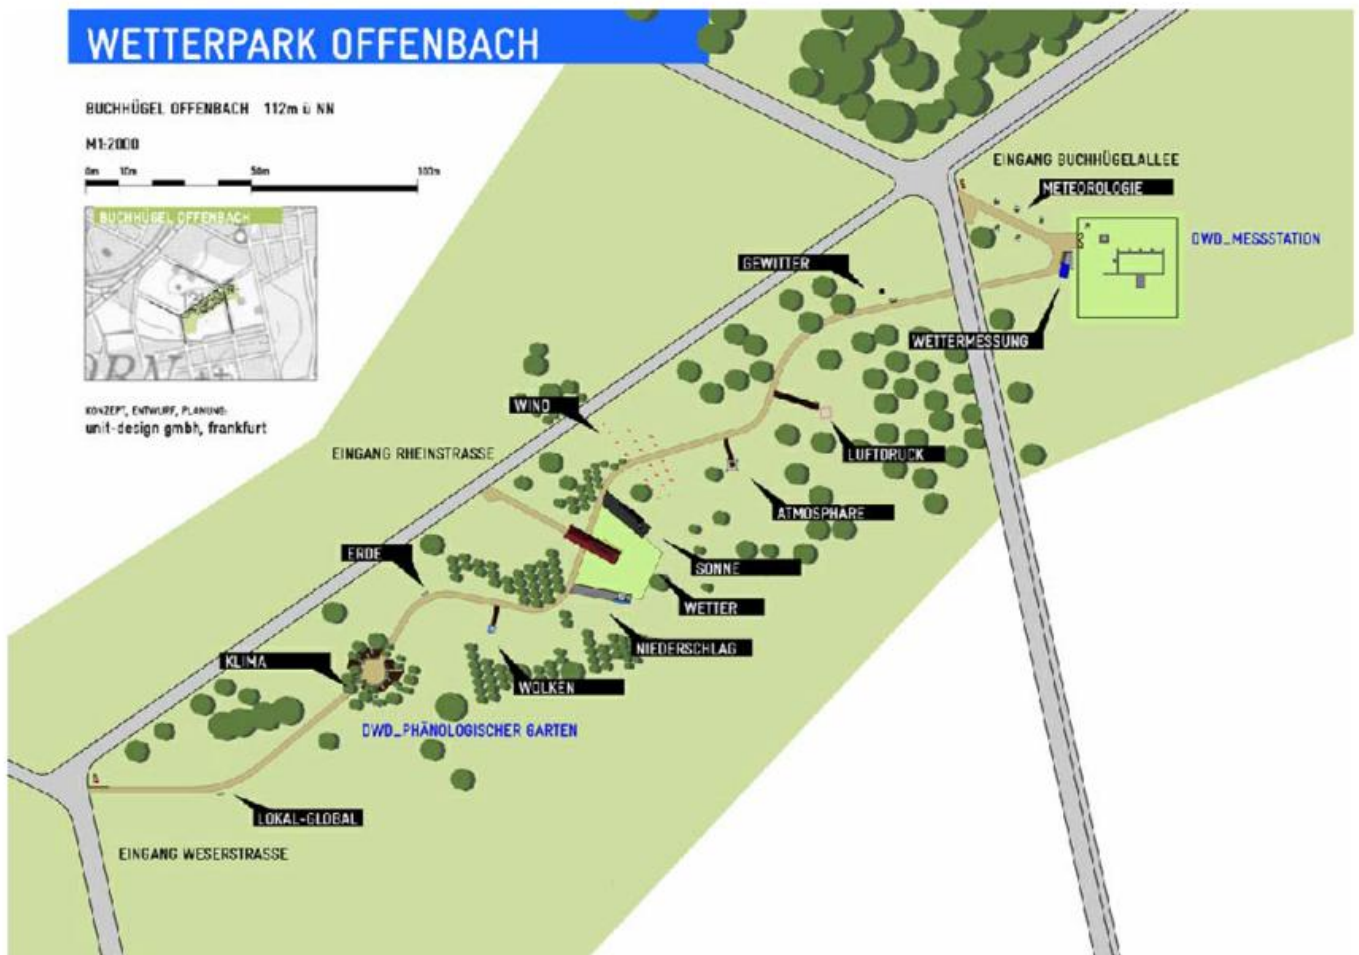 WETTERPARK OFFENBACH
BUCHHÜGEL OFFENBACH 112m ü NN
M1:2000
0m 10m 50m 100m
BUCHHÜGEL OFFENBACH
KONZEPT, ENTWURF, PLANUNG:
unit-design gmbh, frankfurt
EINGANG BUCHHÜGELALLEE
METEOROLOGIE
DWD_MESSSTATION
GEWITTER
WETTERMESSUNG
WIND
EINGANG RHEINSTRASSE
LUFTDRUCK
ATMOSPHÄRE
ERDE
SONNE
WETTER
NIEDERSCHLAG
KLIMA
WOLKEN
DWD_PHÄNOLOGISCHER GARTEN
LOKAL-GLOBAL
EINGANG WESERSTRASSE